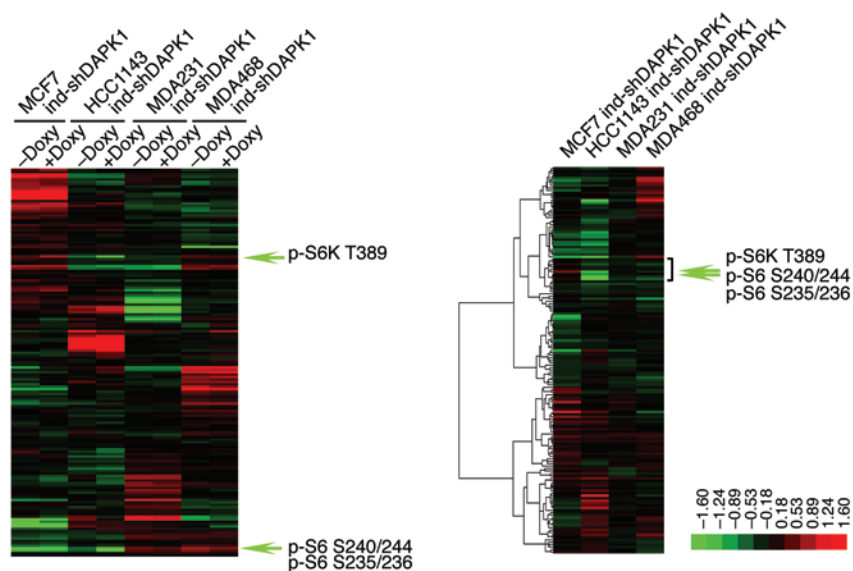 MCF7
ind-shDAPK1
HCC1143
ind-shDAPK1
MDA231
ind-shDAPK1
MDA468
ind-shDAPK1
–Doxy
+Doxy
–Doxy
+Doxy
–Doxy
+Doxy
–Doxy
+Doxy
p-S6K T389
p-S6 S240/244
p-S6 S235/236
MCF7 ind-shDAPK1
HCC1143 ind-shDAPK1
MDA231 ind-shDAPK1
MDA468 ind-shDAPK1
p-S6K T389
p-S6 S240/244
p-S6 S235/236
–1.60
–1.24
–0.89
–0.53
–0.18
0.18
0.53
0.89
1.24
1.60